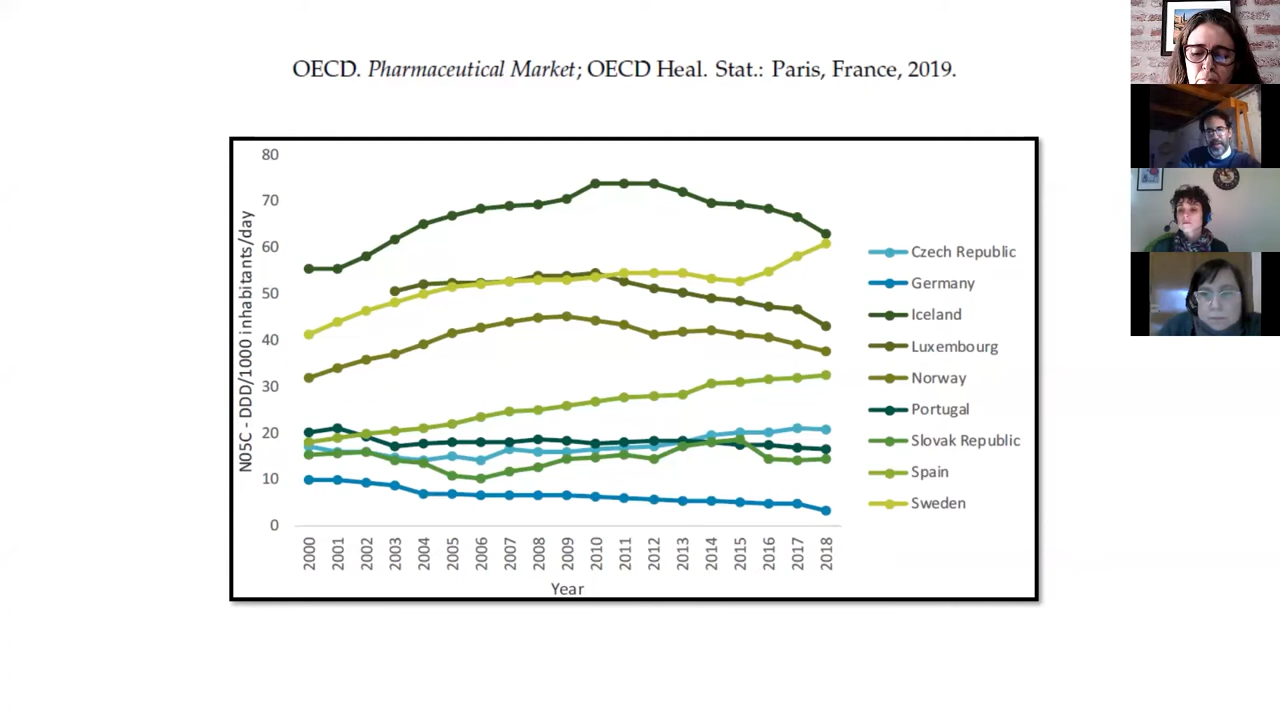 OECD. Pharmaceutical Market; OECD Heal. Stat.: Paris, France, 2019.
80
70
60
50
40
30
20
10
0
N05C - DDD/1000 inhabitants/day
2000 2001 2002 2003 2004 2005 2006 2007 2008 2009 2010 2011 2012 2013 2014 2015 2016 2017 2018
Year
Czech Republic
Germany
Iceland
Luxembourg
Norway
Portugal
Slovak Republic
Spain
Sweden